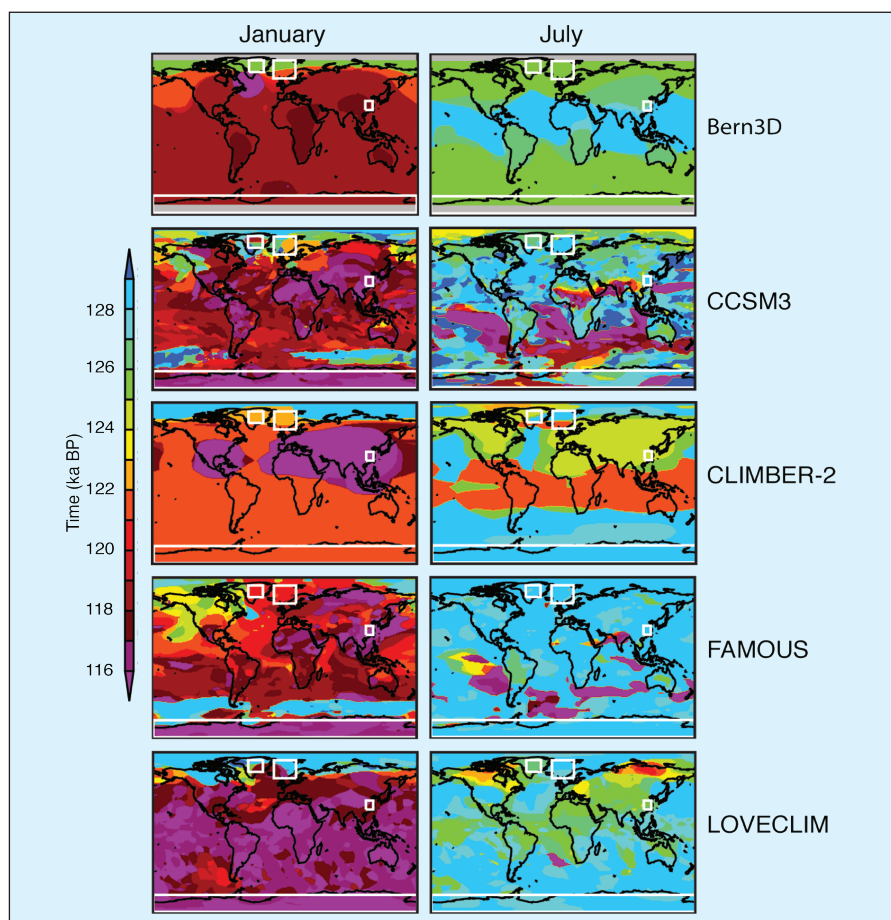 January July
Bern3D
CCSM3
128
126
124
122
120
118
116
Time (ka BP)
CLIMBER-2
FAMOUS
LOVECLIM